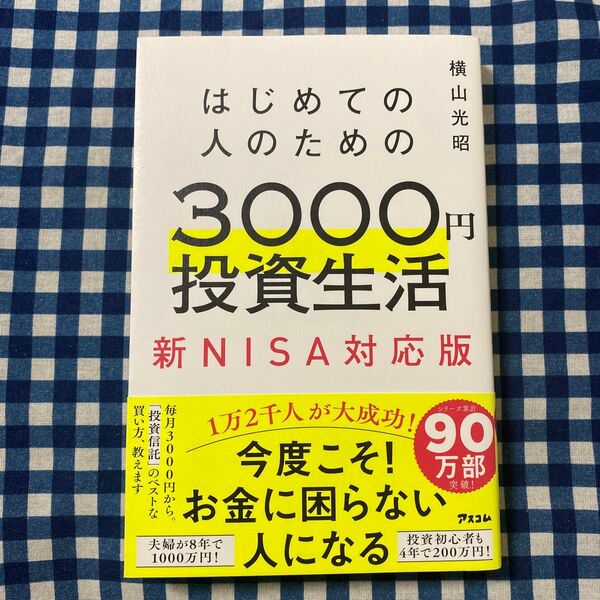 横山光昭
はじめての
人のための
3000円
投資生活
新NISA対応版
1万2千人が大成功!
シリーズ累計
90
万部
突破!
毎月3000円から。
「投資信託」のベストな
買い方、教えます
今度こそ!
お金に困らない
人になる
アスコム
夫婦が8年で
1000万円!
投資初心者も
4年で200万円!